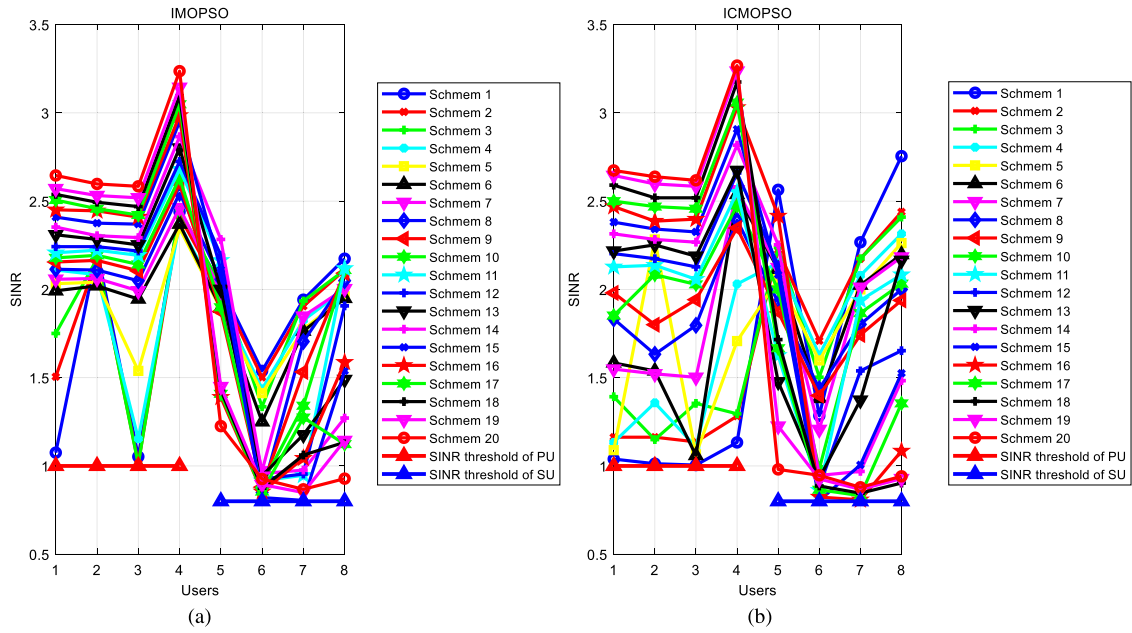 IMOPSO
3.5
3
2.5
2
1.5
1
0.5
SINR
1 2 3 4 5 6 7 8
Users
Schmem 1
Schmem 2
Schmem 3
Schmem 4
Schmem 5
Schmem 6
Schmem 7
Schmem 8
Schmem 9
Schmem 10
Schmem 11
Schmem 12
Schmem 13
Schmem 14
Schmem 15
Schmem 16
Schmem 17
Schmem 18
Schmem 19
Schmem 20
SINR threshold of PU
SINR threshold of SU
(a)
ICMOPSO
3.5
3
2.5
2
1.5
1
0.5
SINR
1 2 3 4 5 6 7 8
Users
Schmem 1
Schmem 2
Schmem 3
Schmem 4
Schmem 5
Schmem 6
Schmem 7
Schmem 8
Schmem 9
Schmem 10
Schmem 11
Schmem 12
Schmem 13
Schmem 14
Schmem 15
Schmem 16
Schmem 17
Schmem 18
Schmem 19
Schmem 20
SINR threshold of PU
SINR threshold of SU
(b)